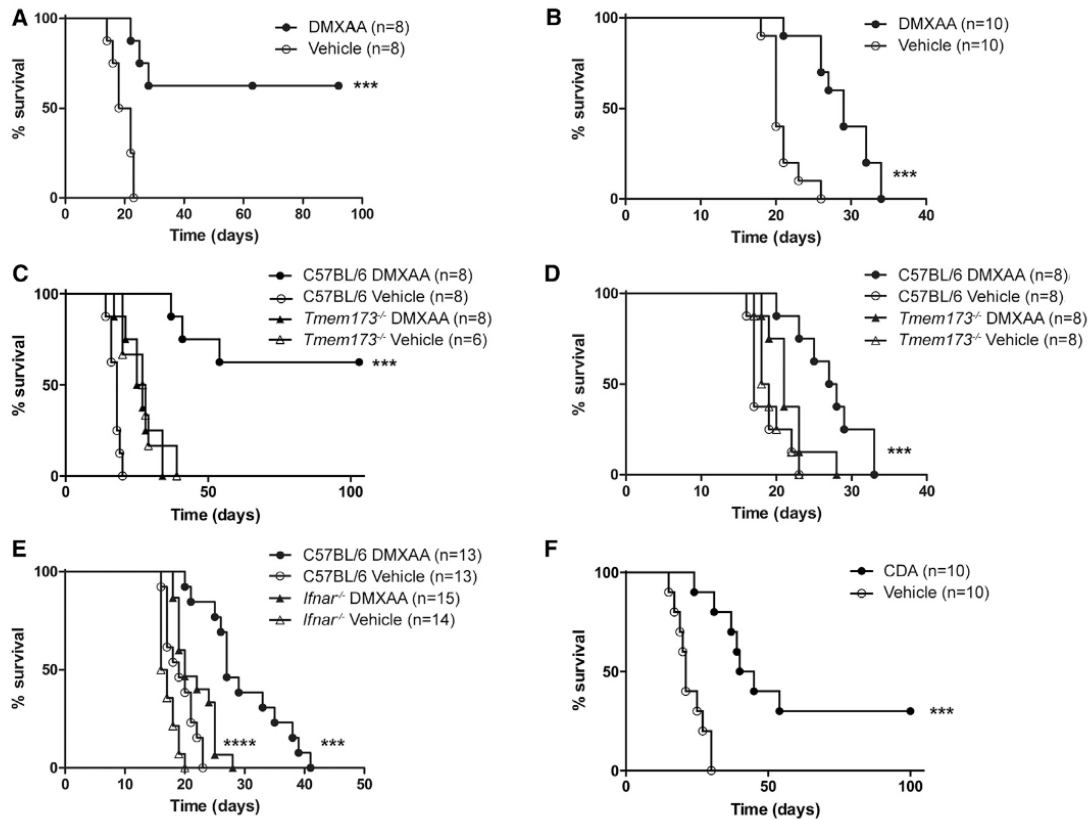 A
100
50
0
% survival
0 20 40 60 80 100
Time (days)
DMXAA (n=8)
Vehicle (n=8)
***
B
100
50
0
% survival
0 10 20 30 40
Time (days)
DMXAA (n=10)
Vehicle (n=10)
***
C
C57BL/6 DMXAA (n=8)
C57BL/6 Vehicle (n=8)
Tmem173-/- DMXAA (n=8)
Tmem173-/- Vehicle (n=6)
100
50
0
% survival
0 50 100
Time (days)
***
D
C57BL/6 DMXAA (n=8)
C57BL/6 Vehicle (n=8)
Tmem173-/- DMXAA (n=8)
Tmem173-/- Vehicle (n=8)
100
50
0
% survival
0 10 20 30 40
Time (days)
***
E
C57BL/6 DMXAA (n=13)
C57BL/6 Vehicle (n=13)
Ifnar-/- DMXAA (n=15)
Ifnar-/- Vehicle (n=14)
100
50
0
% survival
0 10 20 30 40 50
Time (days)
**** ***
F
CDA (n=10)
Vehicle (n=10)
100
50
0
% survival
0 50 100
Time (days)
***